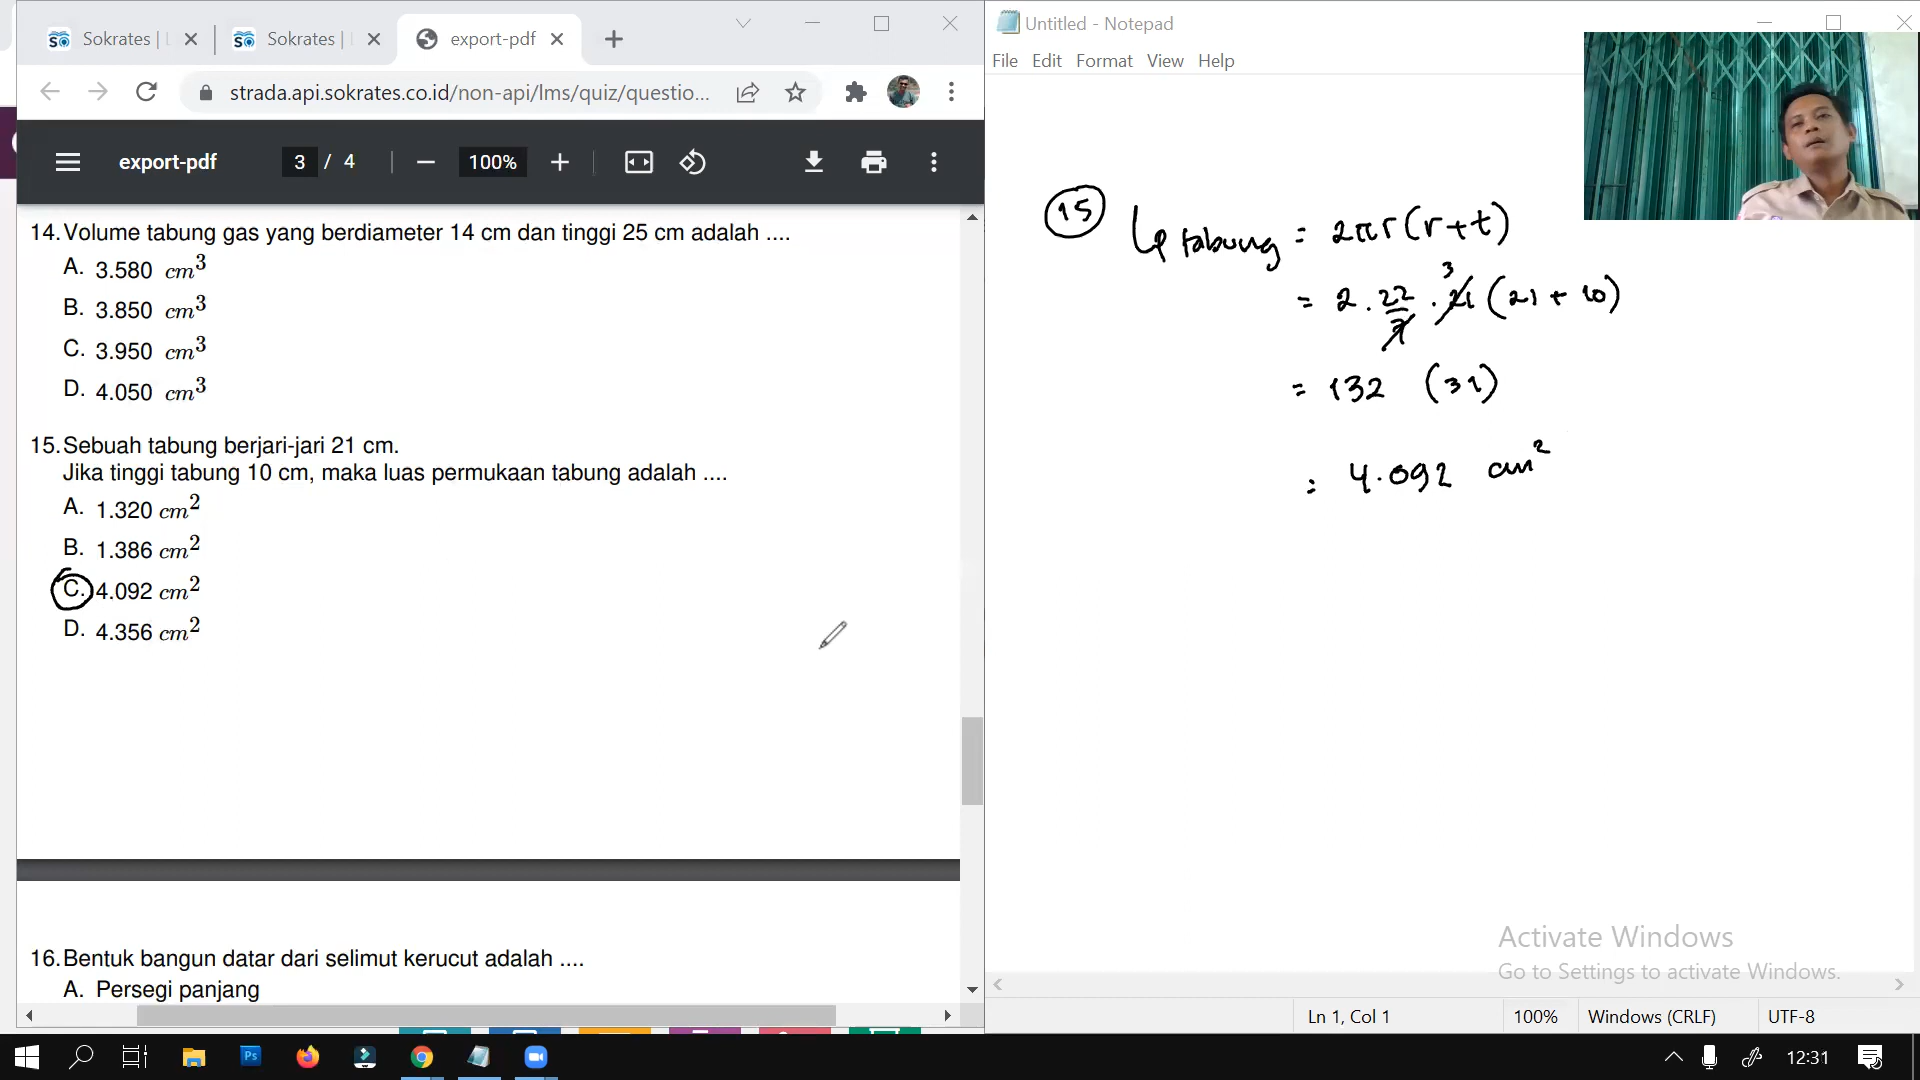 Sokrates |
Sokrates |
export-pdf
strada.api.sokrates.co.id/non-api/lms/quiz/questio...
export-pdf
3 / 4
100%
14. Volume tabung gas yang berdiameter 14 cm dan tinggi 25 cm adalah ....
A. 3.580 cm³
B. 3.850 cm³
C. 3.950 cm³
D. 4.050 cm³
15. Sebuah tabung berjari-jari 21 cm.
Jika tinggi tabung 10 cm, maka luas permukaan tabung adalah ....
A. 1.320 cm²
B. 1.386 cm²
C. 4.092 cm²
D. 4.356 cm²
16. Bentuk bangun datar dari selimut kerucut adalah ....
A. Persegi panjang
Untitled - Notepad
File Edit Format View Help
15 Lp tabung = 2πr(r+t)
= 2 . 22/7 . 21 3 (21 + 10)
= 132 (31)
= 4.092 cm²
Activate Windows
Go to Settings to activate Windows.
Ln 1, Col 1 100% Windows (CRLF) UTF-8
Ps
12:31